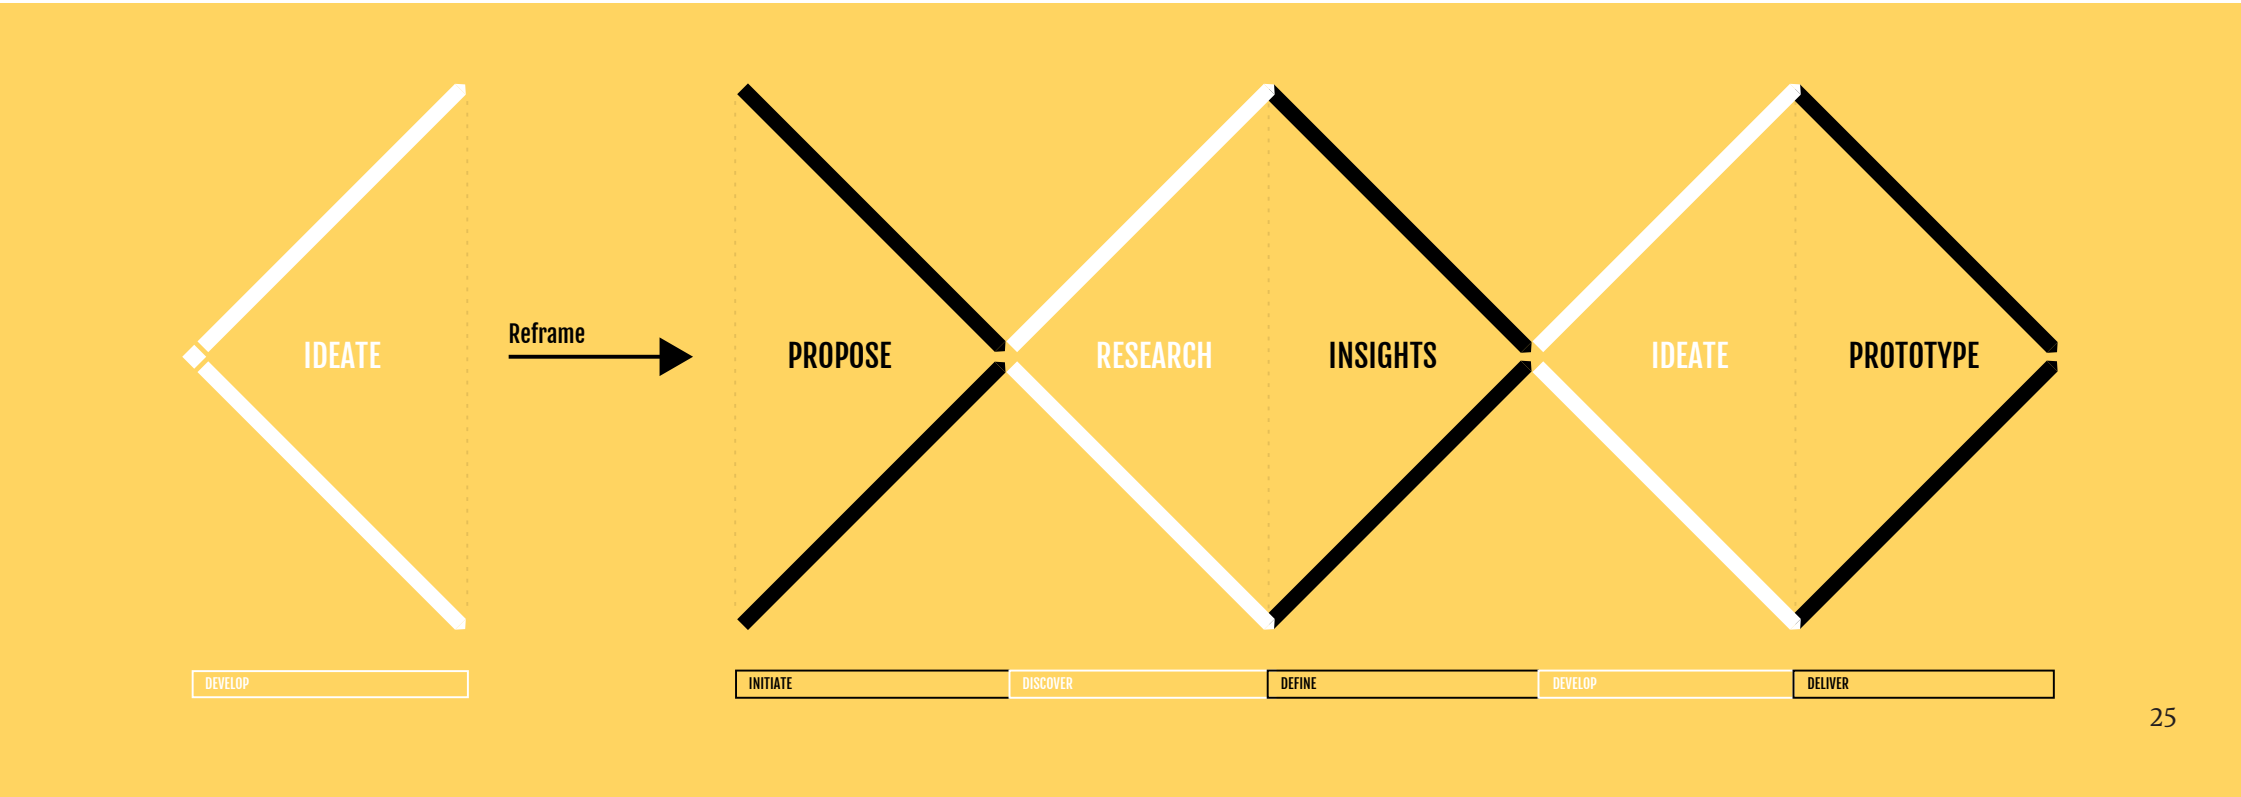 Reframe
IDEATE
PROPOSE
RESEARCH
INSIGHTS
IDEATE
PROTOTYPE
DEVELOP
INITIATE
DISCOVER
DEFINE
DEVELOP
DELIVER
25